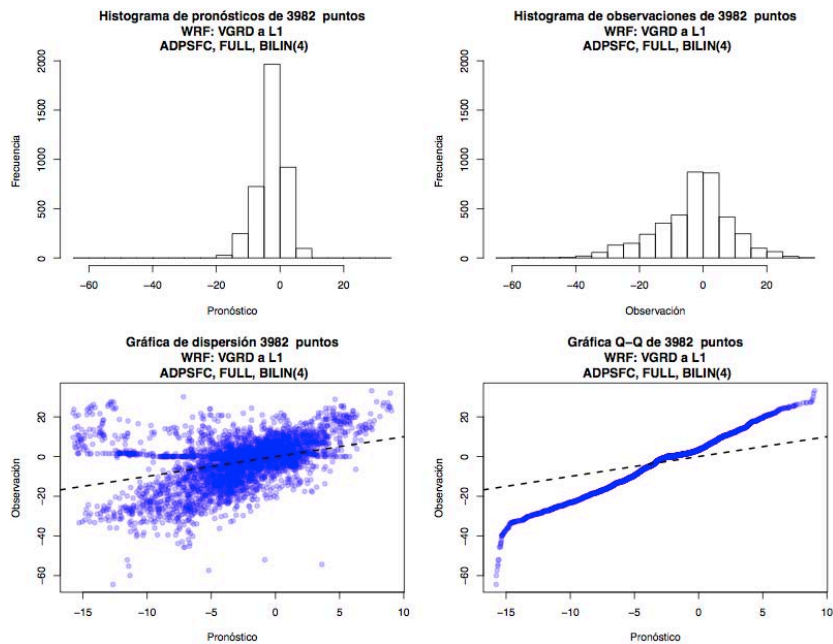 Histograma de pronósticos de 3982 puntos
WRF: VGRD a L1
ADPSFC, FULL, BILIN(4)
Frecuencia
2000
1500
1000
500
0
−60
−40
−20
0
20
Pronóstico
Histograma de observaciones de 3982 puntos
WRF: VGRD a L1
ADPSFC, FULL, BILIN(4)
Frecuencia
2000
1500
1000
500
0
−60
−40
−20
0
20
Observación
Gráfica de dispersión 3982 puntos
WRF: VGRD a L1
ADPSFC, FULL, BILIN(4)
Observación
20
0
−20
−40
−60
−15
−10
−5
0
5
10
Pronóstico
Gráfica Q−Q de 3982 puntos
WRF: VGRD a L1
ADPSFC, FULL, BILIN(4)
Observación
20
0
−20
−40
−60
−15
−10
−5
0
5
10
Pronóstico